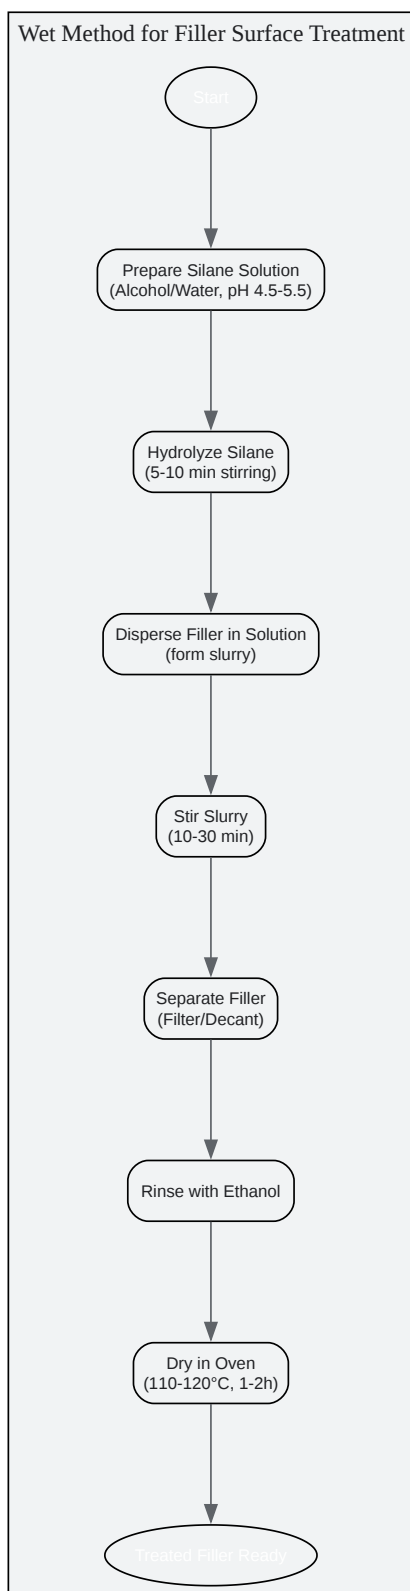 Wet Method for Filler Surface Treatment
Start
Prepare Silane Solution
(Alcohol/Water, pH 4.5-5.5)
Hydrolyze Silane
(5-10 min stirring)
Disperse Filler in Solution
(form slurry)
Stir Slurry
(10-30 min)
Separate Filler
(Filter/Decant)
Rinse with Ethanol
Dry in Oven
(110-120°C, 1-2h)
Treated Filler Ready